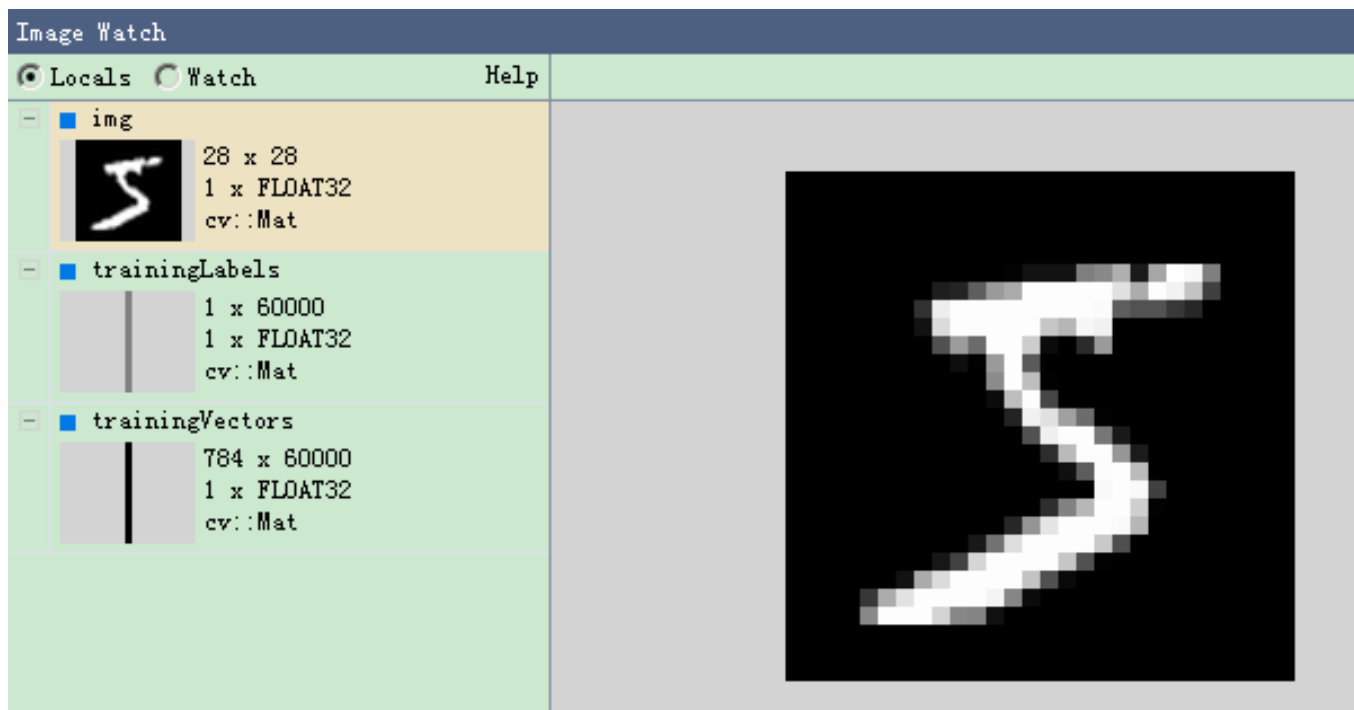 Image Watch
Locals Watch Help
img
28 x 28
1 x FLOAT32
cv::Mat
trainingLabels
1 x 60000
1 x FLOAT32
cv::Mat
trainingVectors
784 x 60000
1 x FLOAT32
cv::Mat
5